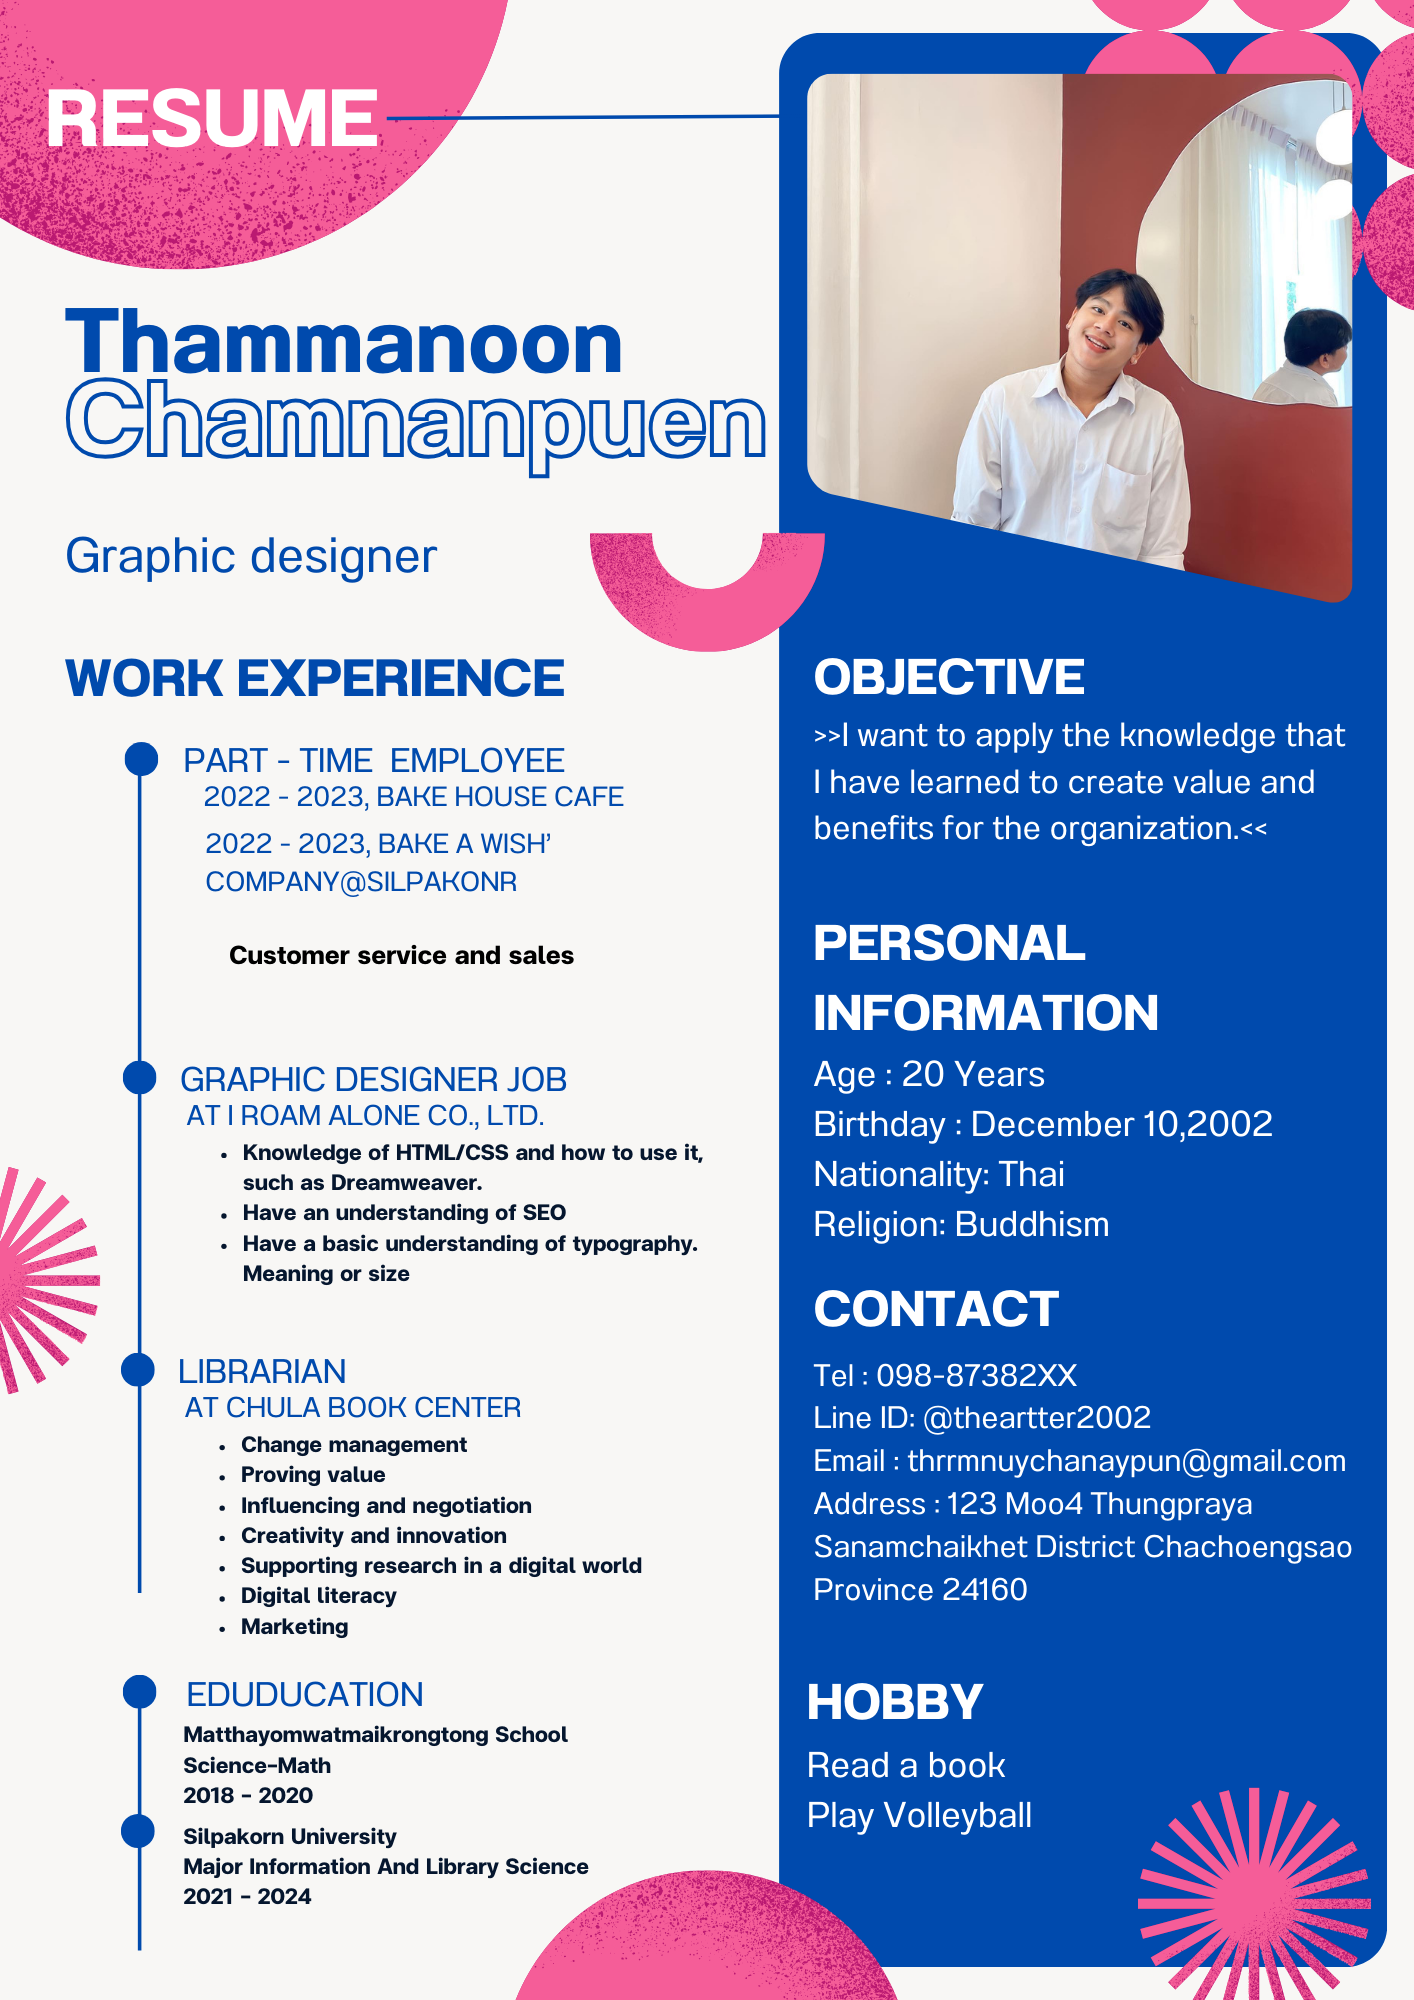 RESUME
Thammanoon
Chamnanpuen
Graphic designer
WORK EXPERIENCE
PART - TIME  EMPLOYEE
2022 - 2023, BAKE HOUSE CAFE
2022 - 2023, BAKE A WISH’
COMPANY@SILPAKONR
Customer service and sales
GRAPHIC DESIGNER JOB
AT I ROAM ALONE CO., LTD.
• Knowledge of HTML/CSS and how to use it,
such as Dreamweaver.
• Have an understanding of SEO
• Have a basic understanding of typography.
Meaning or size
LIBRARIAN
AT CHULA BOOK CENTER
• Change management
• Proving value
• Influencing and negotiation
• Creativity and innovation
• Supporting research in a digital world
• Digital literacy
• Marketing
EDUDUCATION
Matthayomwatmaikrongtong School
Science-Math
2018 - 2020
Silpakorn University
Major Information And Library Science
2021 - 2024
OBJECTIVE
>>I want to apply the knowledge that
I have learned to create value and
benefits for the organization.<<
PERSONAL
INFORMATION
Age : 20 Years
Birthday : December 10,2002
Nationality: Thai
Religion: Buddhism
CONTACT
Tel : 098-87382XX
Line ID: @theartter2002
Email : thrrmnuychanaypun@gmail.com
Address : 123 Moo4 Thungpraya
Sanamchaikhet District Chachoengsao
Province 24160
HOBBY
Read a book
Play Volleyball